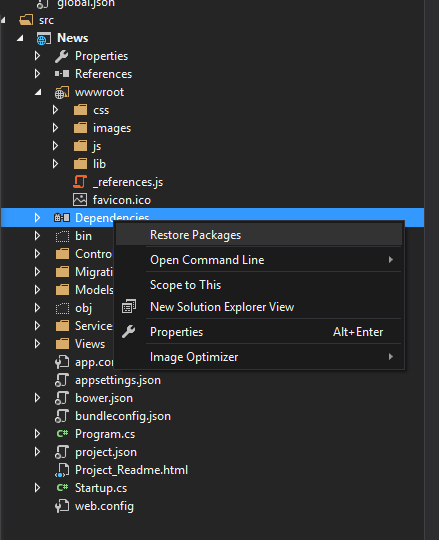 global.json
src
News
Properties
References
wwwroot
css
images
js
lib
_references.js
favicon.ico
Dependencies
Restore Packages
bin
Open Command Line
Contro
Scope to This
Migrati
New Solution Explorer View
Models
obj
Properties Alt+Enter
Services
Image Optimizer
Views
app.con
appsettings.json
bower.json
bundleconfig.json
C# Program.cs
project.json
Project_Readme.html
C# Startup.cs
web.config